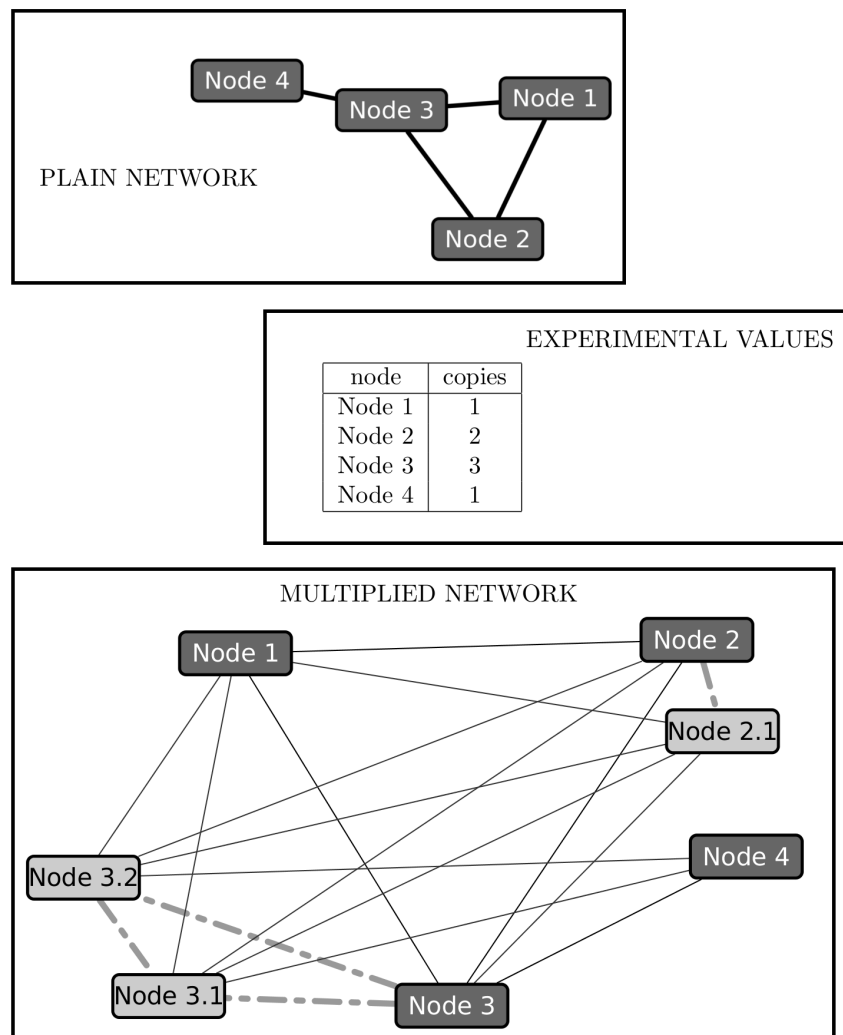 Node 4
Node 3
Node 1
PLAIN NETWORK
Node 2
EXPERIMENTAL VALUES
node copies
Node 1 1
Node 2 2
Node 3 3
Node 4 1
MULTIPLIED NETWORK
Node 1
Node 2
Node 2.1
Node 4
Node 3.2
Node 3.1
Node 3